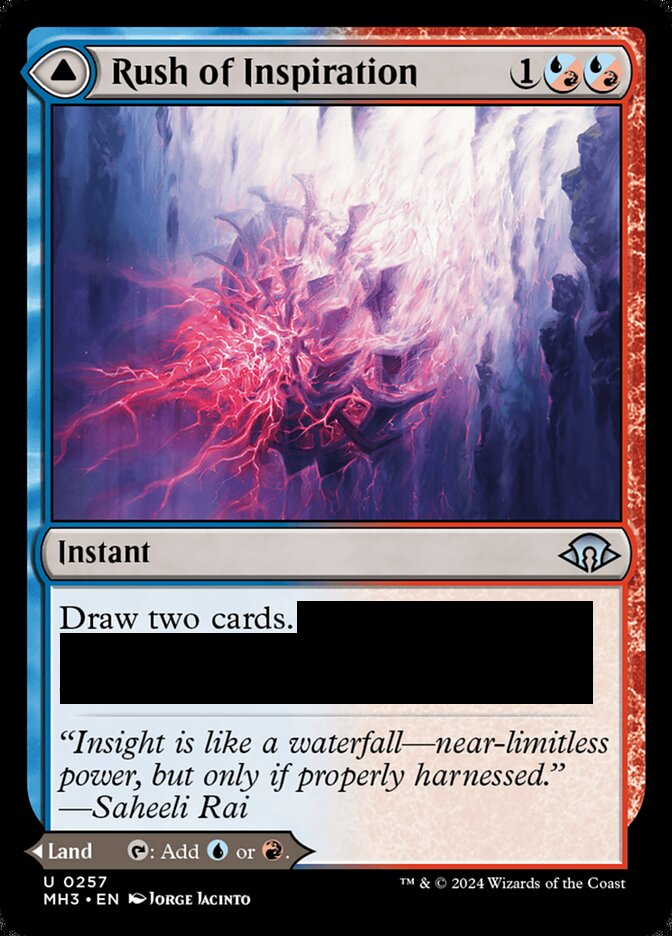 Rush of Inspiration 1
Instant
Draw two cards.
“Insight is like a waterfall—near-limitless
power, but only if properly harnessed.”
—Saheeli Rai
Land : Add or .
U 0257
MH3 • EN Jorge Jacinto
™ & © 2024 Wizards of the Coast